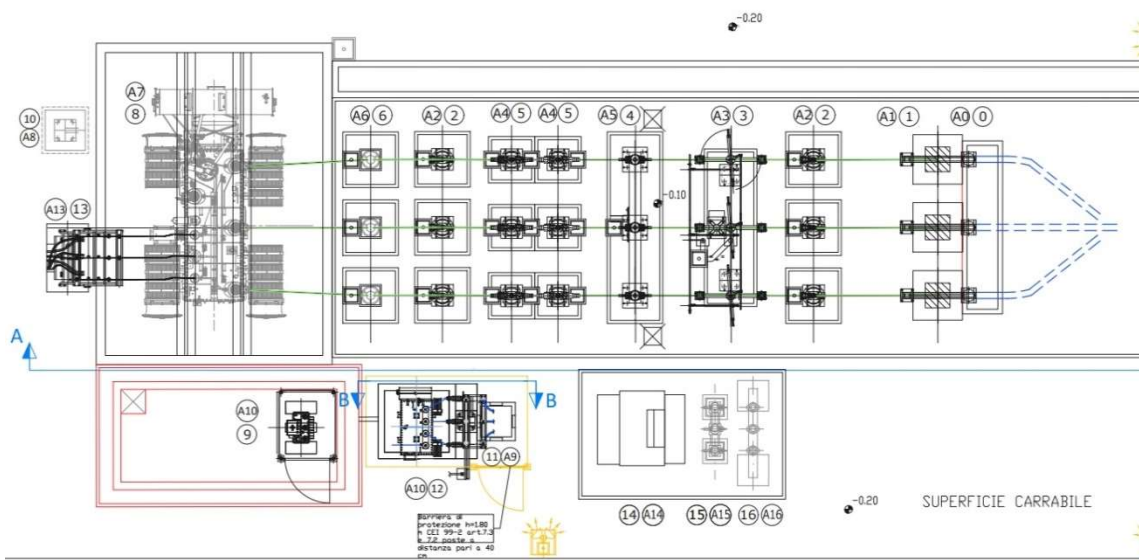 -0.20
A7
8
A6 6
A2 2
A4 5
A4 5
A5 4
A3 3
A2 2
A1 1
A0 0
10
A8
-0.10
A13 13
A
B B
A10
9
11 A9
A10 12
14 A14
15 A15
16 A16
-0.20
SUPERFICIE CARRABILE
Barriera di
protezione h=180
n CEI 99-2 art.7.3
e 7.2 poste a
distanza pari a 40
cm